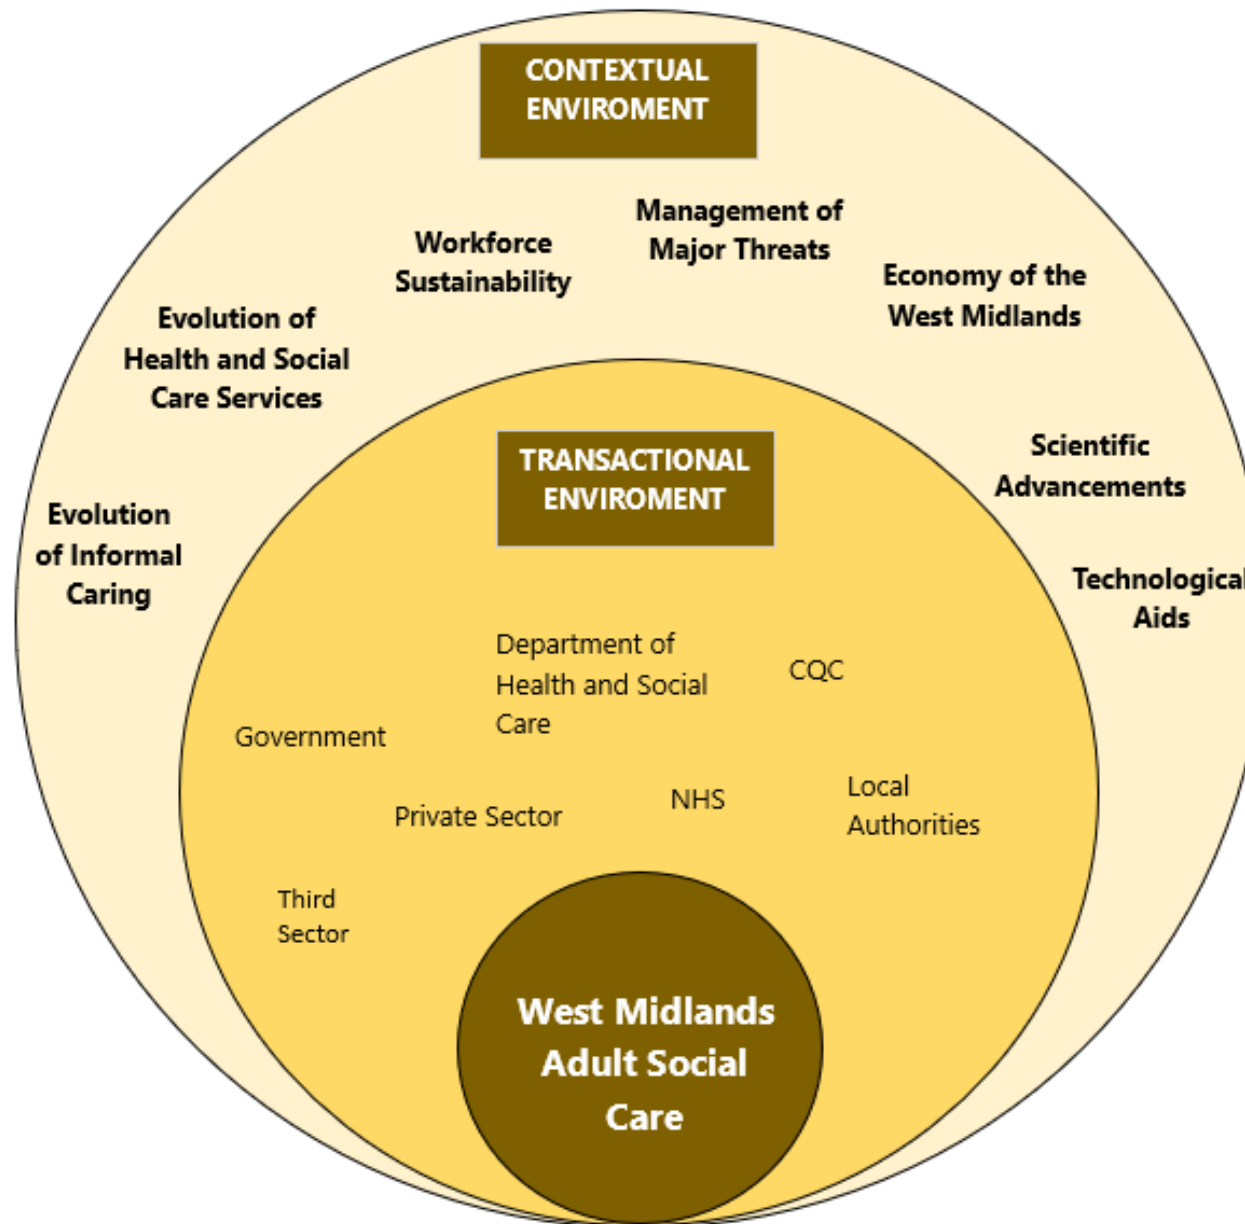 CONTEXTUAL
ENVIROMENT
Management of
Major Threats
Workforce
Sustainability
Economy of the
West Midlands
Evolution of
Health and Social
Care Services
Scientific
Advancements
Evolution
of Informal
Caring
Technological
Aids
TRANSACTIONAL
ENVIROMENT
Department of
Health and Social
Care
CQC
Government
Private Sector
NHS
Local
Authorities
Third
Sector
West Midlands
Adult Social
Care